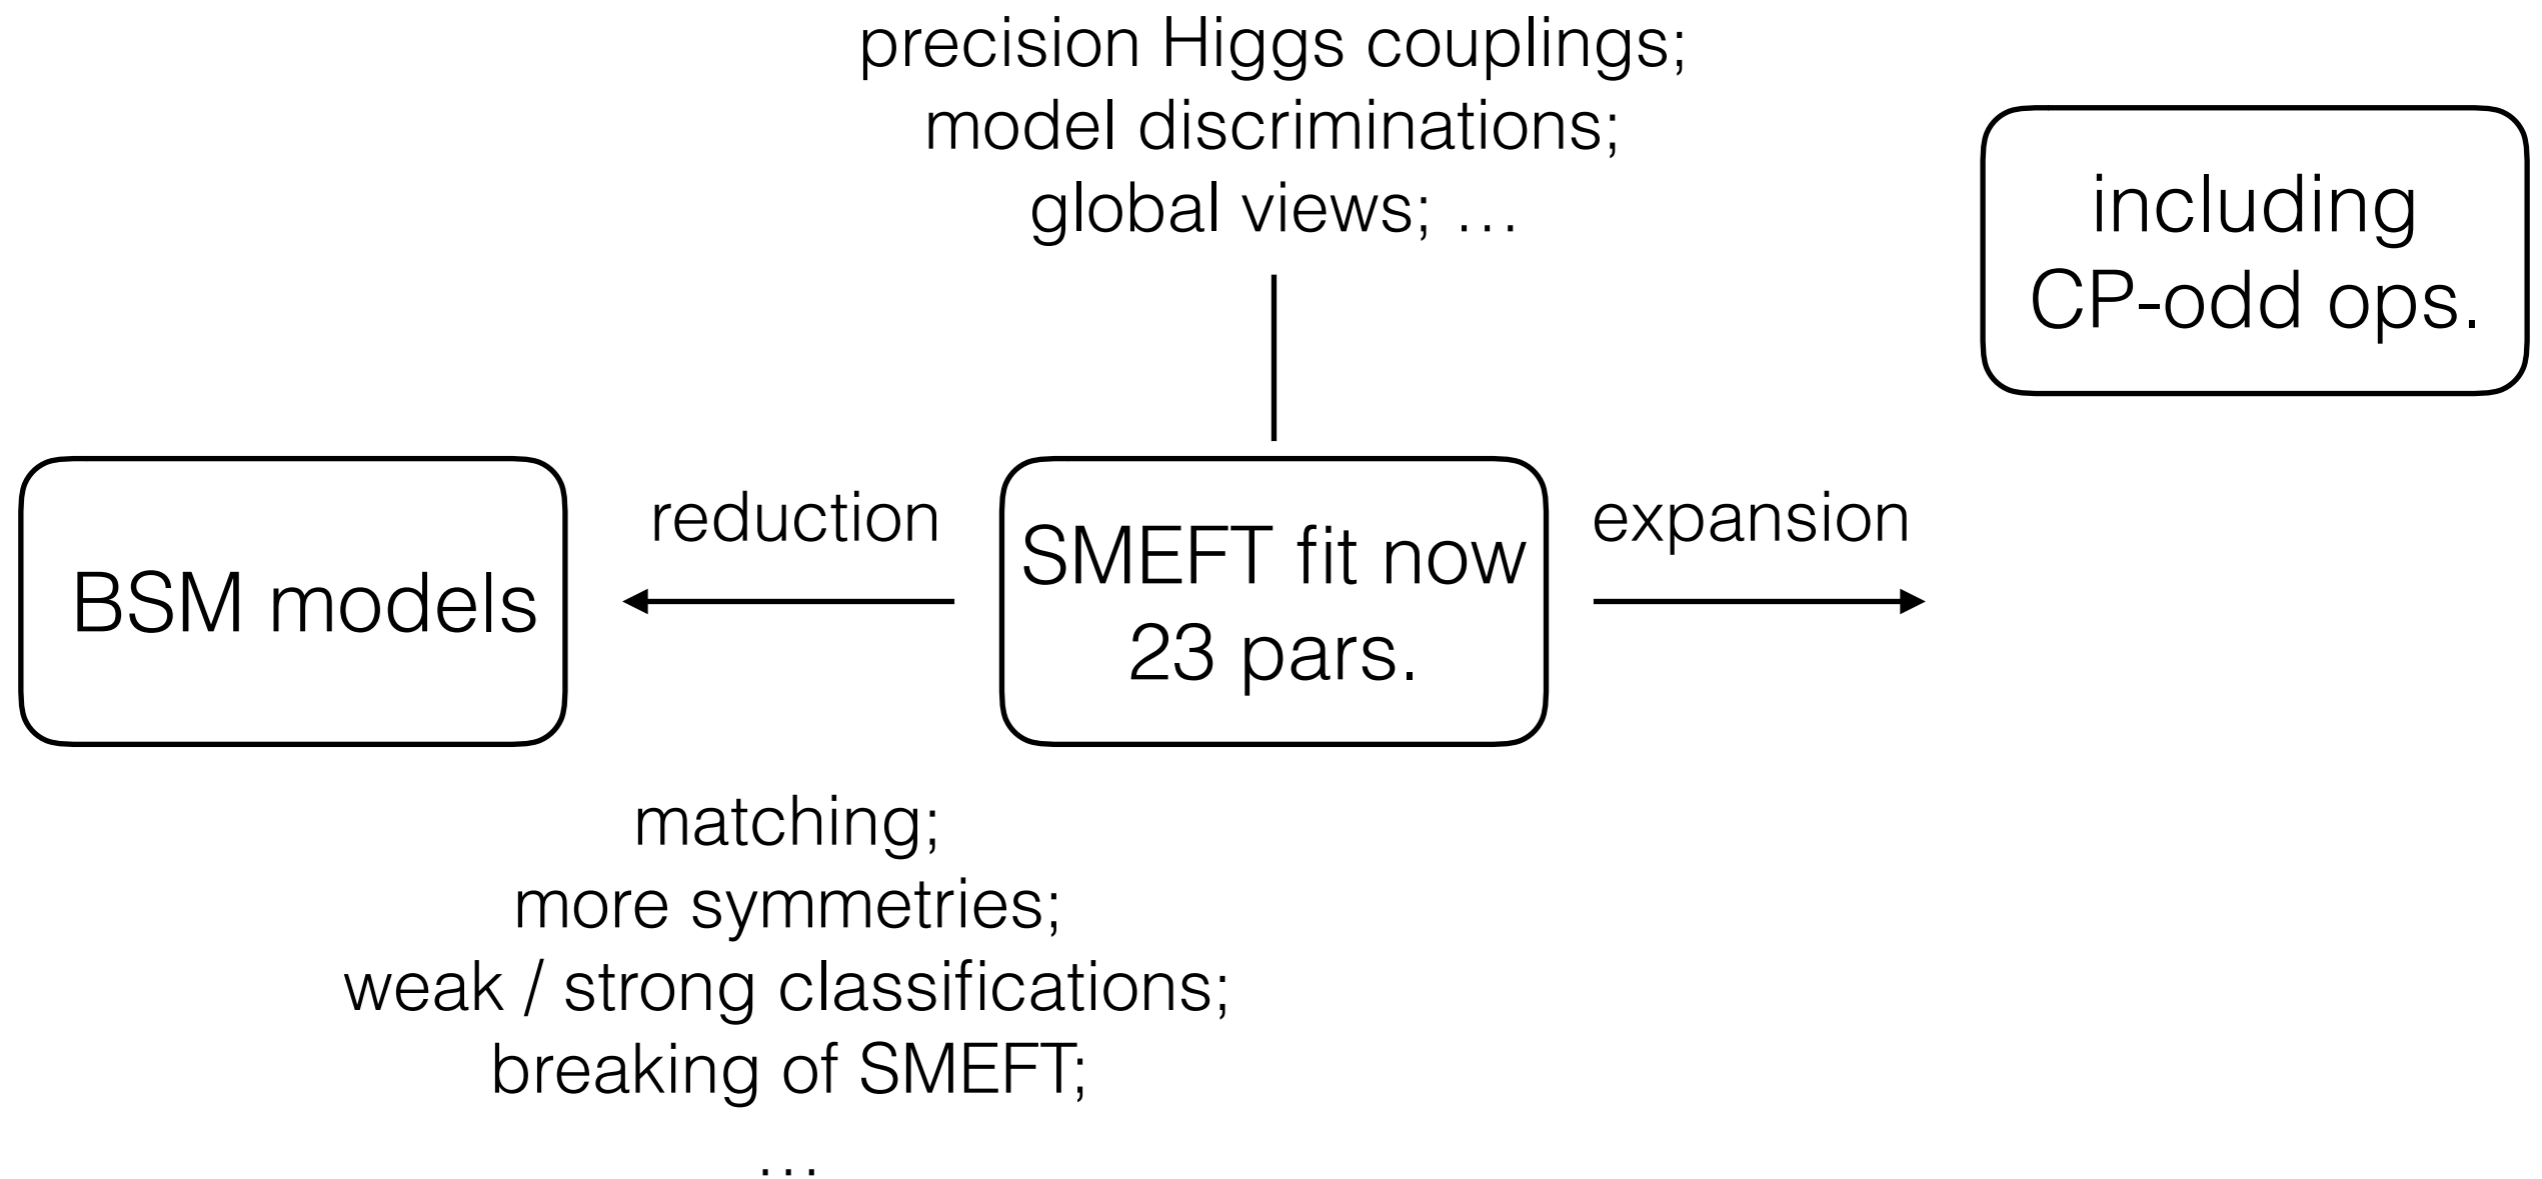 precision Higgs couplings;
model discriminations;
global views; …
including
CP-odd ops.
BSM models
reduction
SMEFT fit now
23 pars.
expansion
matching;
more symmetries;
weak / strong classifications;
breaking of SMEFT;
…